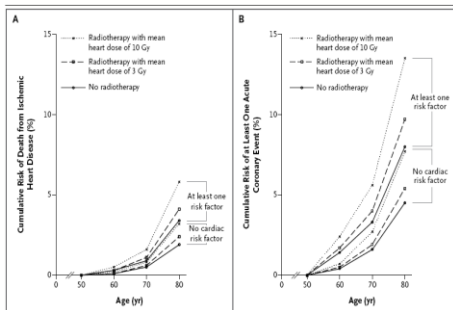 A
Radiotherapy with mean
heart dose of 10 Gy
Radiotherapy with mean
heart dose of 3 Gy
No radiotherapy
Cumulative Risk of Death from Ischemic
Heart Disease (%)
15
10
5
0
At least one
risk factor
No cardiac
risk factor
0
50
60
70
80
Age (yr)
B
Radiotherapy with mean
heart dose of 10 Gy
Radiotherapy with mean
heart dose of 3 Gy
No radiotherapy
Cumulative Risk of at Least One Acute
Coronary Event (%)
15
10
5
0
At least one
risk factor
No cardiac
risk factor
0
50
60
70
80
Age (yr)